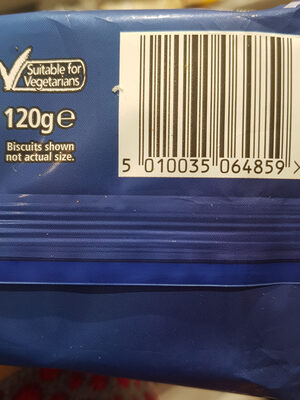 Suitable for
Vegetarians
120g℮
Biscuits shown
not actual size.
5 010035 064859 >